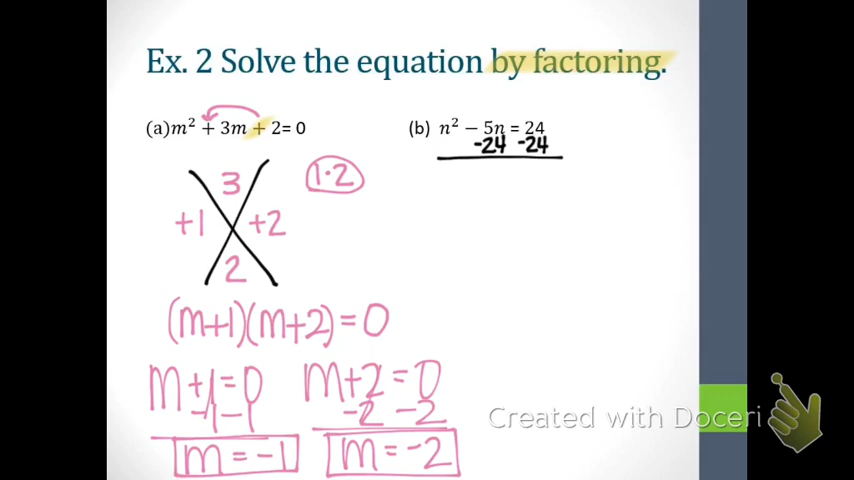 Ex. 2 Solve the equation by factoring.
(a)m² + 3m + 2= 0
(b) n² − 5n = 24
-24 -24
3
1·2
+1 +2
2
(m+1)(m+2)=0
m+1=0 m+2=0
-1 -1 -2 -2
m=-1 m=-2
Created with Doceri